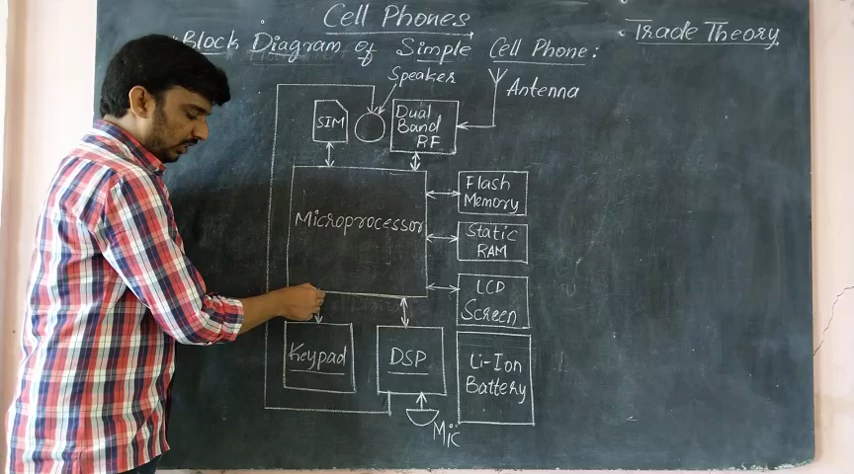 Cell Phones
Trade Theory
Block Diagram of Simple Cell Phone:
Speaker
Antenna
SIM
Dual
Band
RF
Flash
Memory
Microprocessor
Static
RAM
LCD
Screen
Keypad
DSP
Li-Ion
Battery
Mic